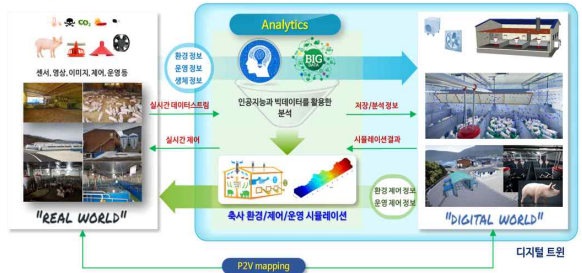 CO₂
센서, 영상, 이미지, 제어, 운영 등
"REAL WORLD"
환경 정보
운영 정보
생체 정보
실시간 데이터스트림
실시간 제어
Analytics
BIG
DATA
인공지능과 빅데이터를 활용한
분석
축사 환경/제어/운영 시뮬레이션
저장/분석 정보
시뮬레이션결과
환경 제어 정보
운영 제어 정보
"DIGITAL WORLD"
디지털 트윈
P2V mapping